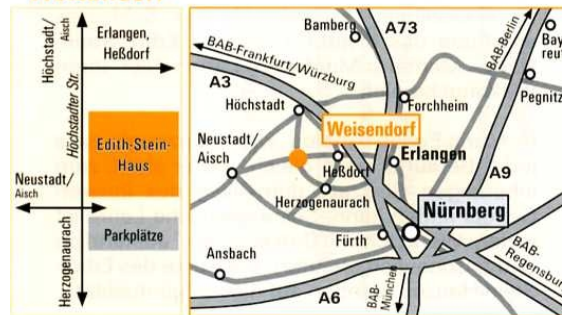 Höchstadt/
Aisch
Erlangen,
Heßdorf
Höchstadter Str.
Edith-Stein-
Haus
Neustadt/
Aisch
Parkplätze
Herzogenaurach
Bamberg
A73
BAB-Berlin
Bay
reut
BAB-Frankfurt/Würzburg
A3
Pegnitz
Höchstadt
Forchheim
Weisendorf
Neustadt/
Aisch
Erlangen
Heßdorf
A9
Herzogenaurach
Nürnberg
Fürth
Ansbach
BAB-
Regensburg
BAB-
München
A6